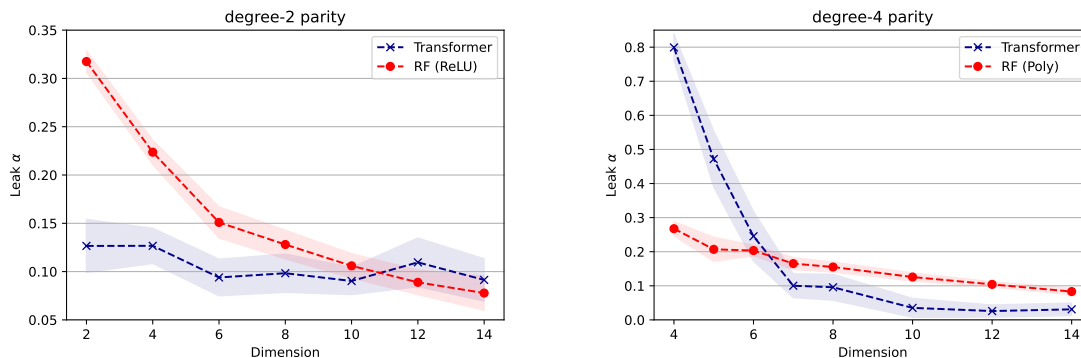 degree-2 parity
Leak α
0.35
0.30
0.25
0.20
0.15
0.10
0.05
2 4 6 8 10 12 14
Dimension
Transformer
RF (ReLU)
degree-4 parity
Leak α
0.8
0.7
0.6
0.5
0.4
0.3
0.2
0.1
0.0
4 6 8 10 12 14
Dimension
Transformer
RF (Poly)